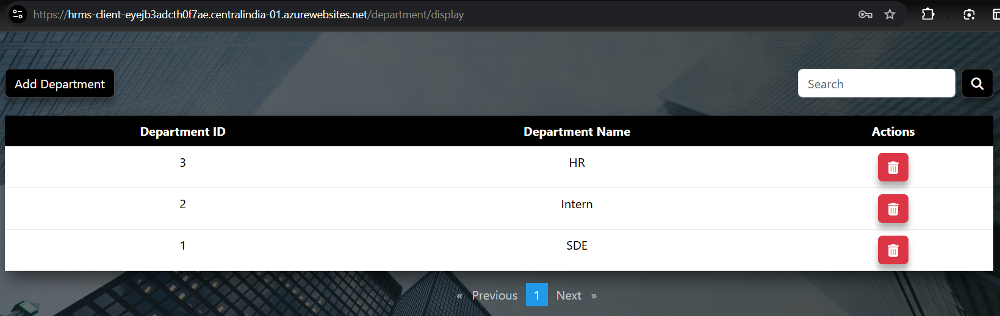 https://hrms-client-eyejb3adcth0f7ae.centralindia-01.azurewebsites.net/department/display
Add Department
Search
Department ID Department Name Actions
3 HR
2 Intern
1 SDE
« Previous 1 Next »